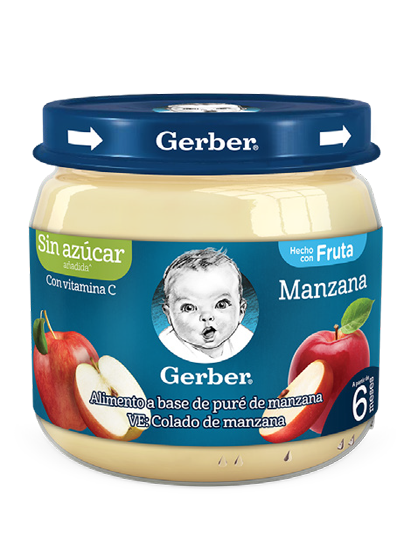 Gerber®
Sin azúcar
añadida*
Con vitamina C
Hecho
con Fruta
Manzana
Gerber®
Alimento a base de puré de manzana
VE: Colado de manzana
A partir de
6
meses